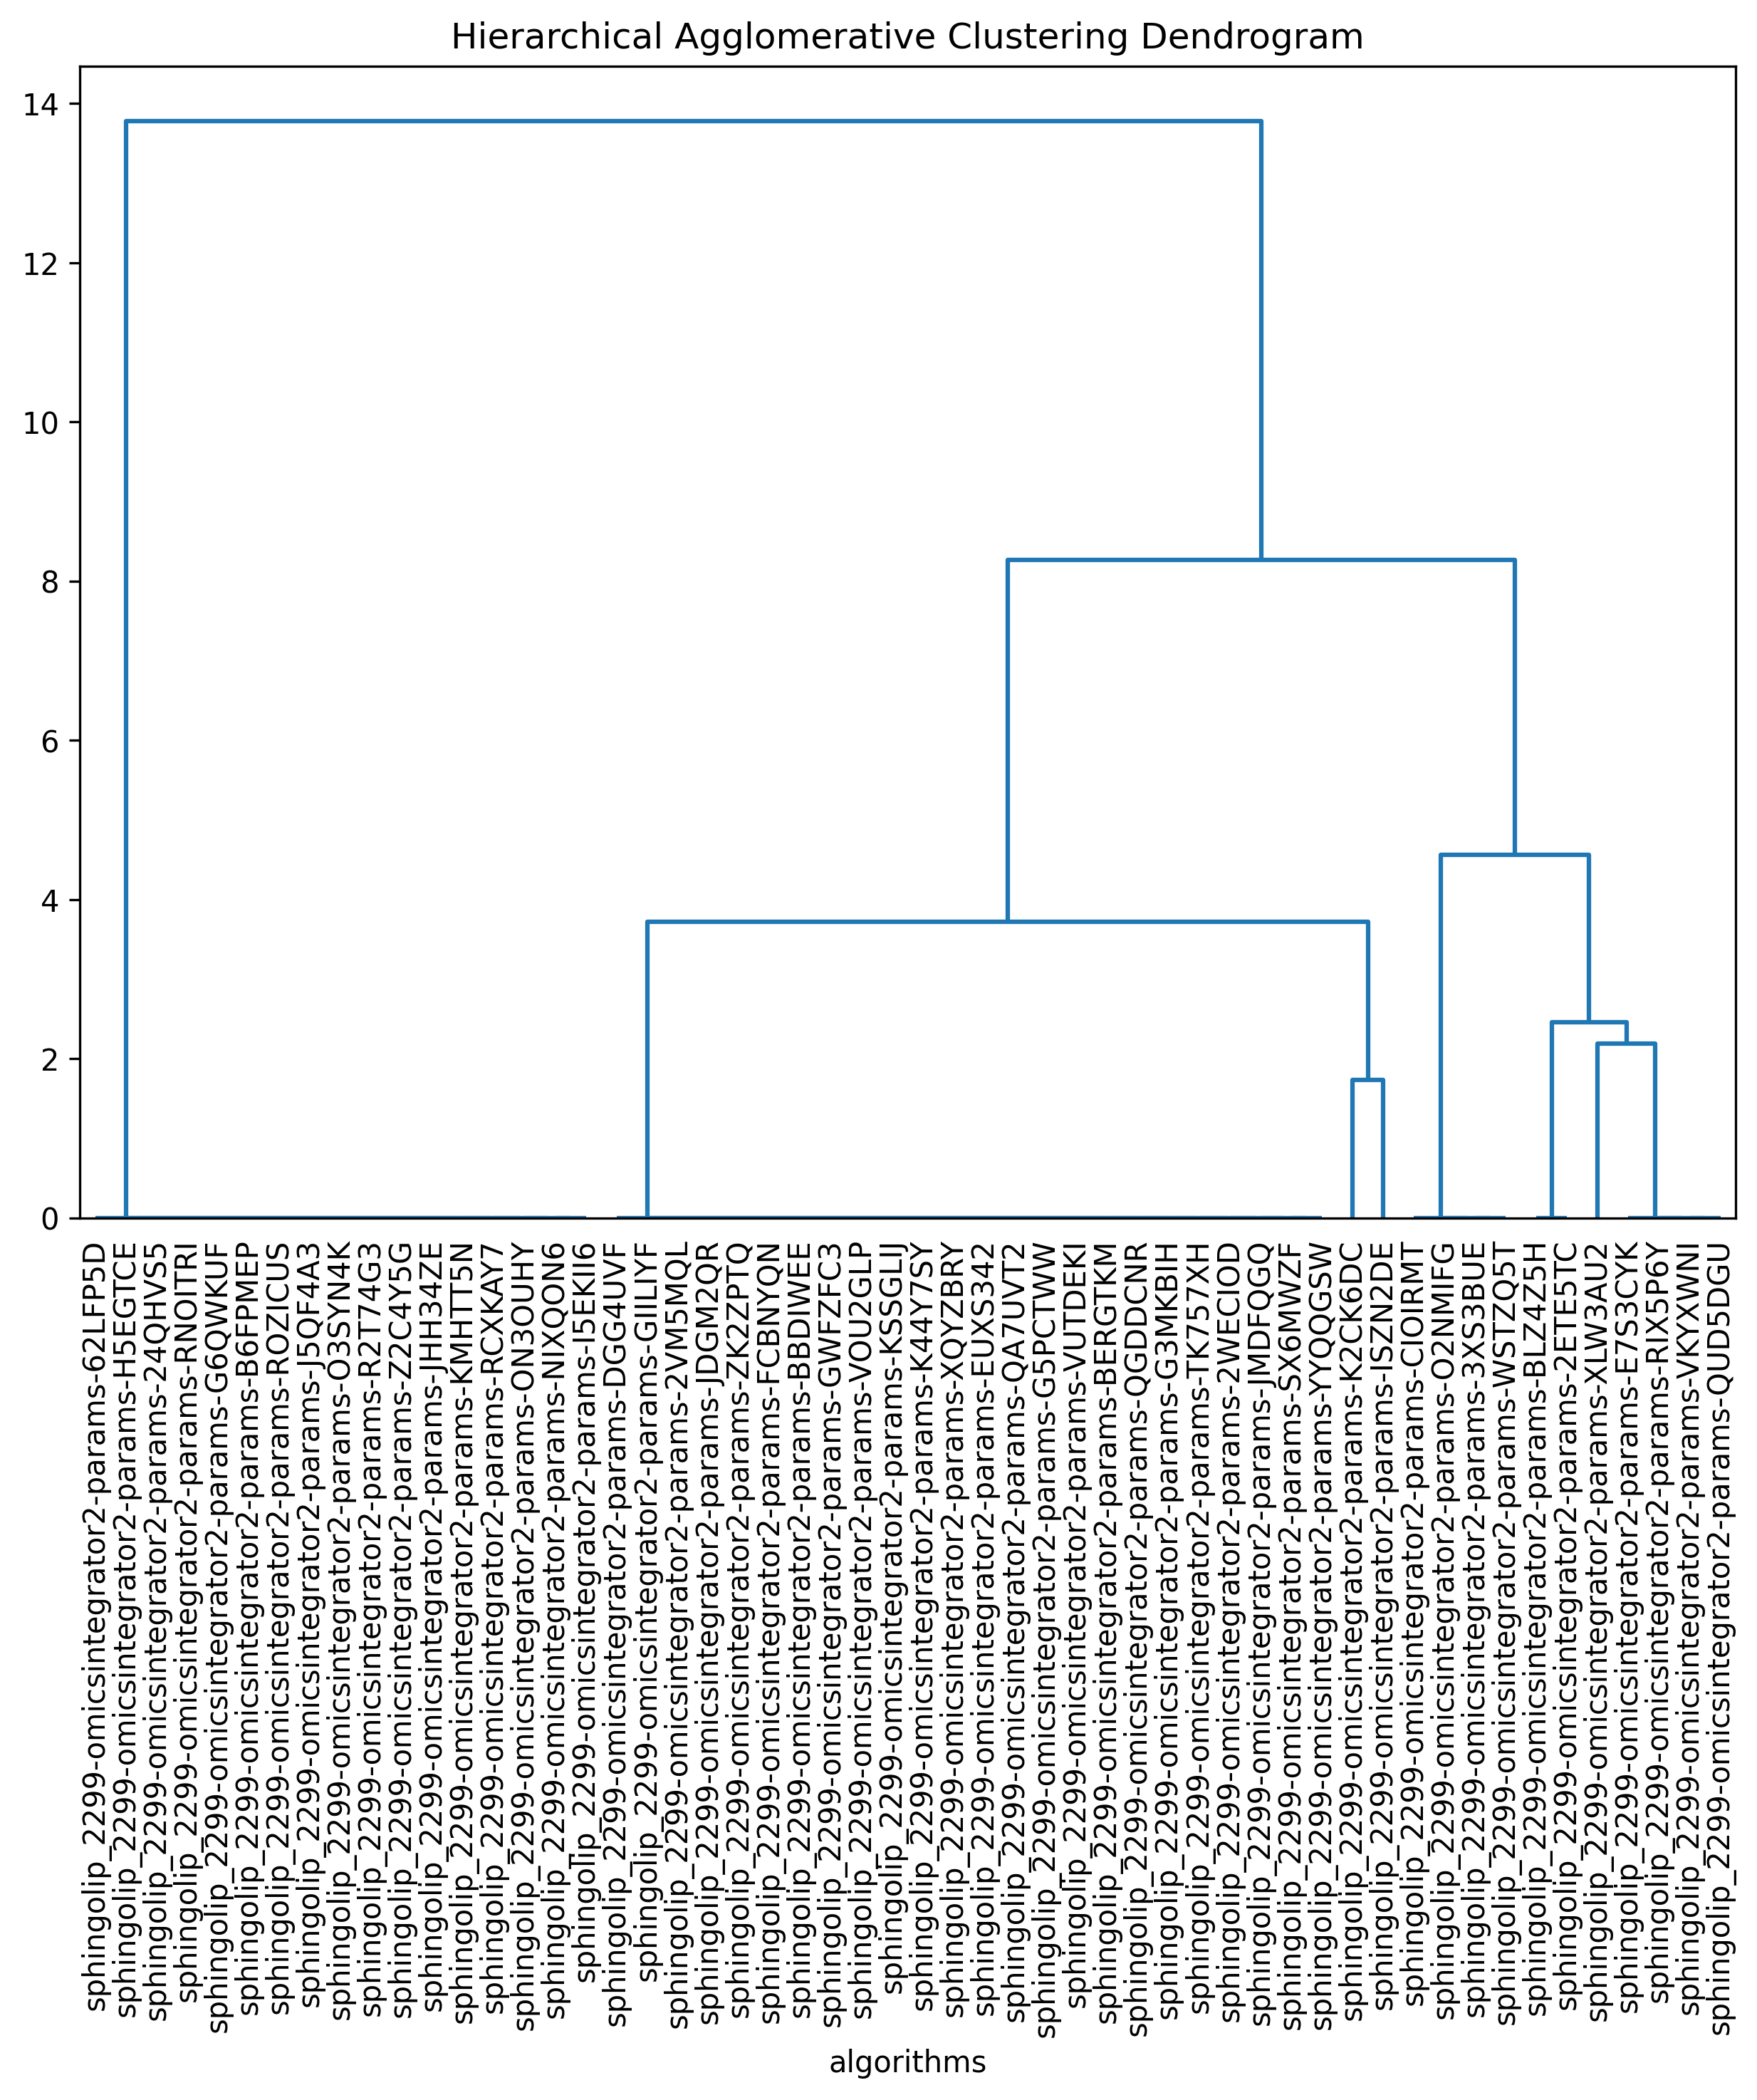 Hierarchical Agglomerative Clustering Dendrogram
14
12
10
8
6
4
2
0
sphingolip_2299-omicsintegrator2-params-62LFP5D
sphingolip_2299-omicsintegrator2-params-H5EGTCE
sphingolip_2299-omicsintegrator2-params-24QHVS5
sphingolip_2299-omicsintegrator2-params-RNOITRI
sphingolip_2299-omicsintegrator2-params-G6QWKUF
sphingolip_2299-omicsintegrator2-params-B6FPMEP
sphingolip_2299-omicsintegrator2-params-ROZICUS
sphingolip_2299-omicsintegrator2-params-J5QF4A3
sphingolip_2299-omicsintegrator2-params-O3SYN4K
sphingolip_2299-omicsintegrator2-params-R2T74G3
sphingolip_2299-omicsintegrator2-params-Z2C4Y5G
sphingolip_2299-omicsintegrator2-params-JHH34ZE
sphingolip_2299-omicsintegrator2-params-KMHTT5N
sphingolip_2299-omicsintegrator2-params-RCXKAY7
sphingolip_2299-omicsintegrator2-params-ON3OUHY
sphingolip_2299-omicsintegrator2-params-NIXQON6
sphingolip_2299-omicsintegrator2-params-I5EKII6
sphingolip_2299-omicsintegrator2-params-DGG4UVF
sphingolip_2299-omicsintegrator2-params-GIILIYF
sphingolip_2299-omicsintegrator2-params-2VM5MQL
sphingolip_2299-omicsintegrator2-params-JDGM2QR
sphingolip_2299-omicsintegrator2-params-ZK2ZPTQ
sphingolip_2299-omicsintegrator2-params-FCBNYQN
sphingolip_2299-omicsintegrator2-params-BBDIWEE
sphingolip_2299-omicsintegrator2-params-GWFZFC3
sphingolip_2299-omicsintegrator2-params-VOU2GLP
sphingolip_2299-omicsintegrator2-params-KSSGLIJ
sphingolip_2299-omicsintegrator2-params-K44Y7SY
sphingolip_2299-omicsintegrator2-params-XQYZBRY
sphingolip_2299-omicsintegrator2-params-EUXS342
sphingolip_2299-omicsintegrator2-params-QA7UVT2
sphingolip_2299-omicsintegrator2-params-G5PCTWW
sphingolip_2299-omicsintegrator2-params-VUTDEKI
sphingolip_2299-omicsintegrator2-params-BERGTKM
sphingolip_2299-omicsintegrator2-params-QGDDCNR
sphingolip_2299-omicsintegrator2-params-G3MKBIH
sphingolip_2299-omicsintegrator2-params-TK757XH
sphingolip_2299-omicsintegrator2-params-2WECIOD
sphingolip_2299-omicsintegrator2-params-JMDFQGQ
sphingolip_2299-omicsintegrator2-params-SX6MWZF
sphingolip_2299-omicsintegrator2-params-YYQQGSW
sphingolip_2299-omicsintegrator2-params-K2CK6DC
sphingolip_2299-omicsintegrator2-params-ISZN2DE
sphingolip_2299-omicsintegrator2-params-CIOIRMT
sphingolip_2299-omicsintegrator2-params-O2NMIFG
sphingolip_2299-omicsintegrator2-params-3XS3BUE
sphingolip_2299-omicsintegrator2-params-WSTZQ5T
sphingolip_2299-omicsintegrator2-params-BLZ4Z5H
sphingolip_2299-omicsintegrator2-params-2ETE5TC
sphingolip_2299-omicsintegrator2-params-XLW3AU2
sphingolip_2299-omicsintegrator2-params-E7S3CYK
sphingolip_2299-omicsintegrator2-params-RIX5P6Y
sphingolip_2299-omicsintegrator2-params-VKYXWNI
sphingolip_2299-omicsintegrator2-params-QUD5DGU
algorithms